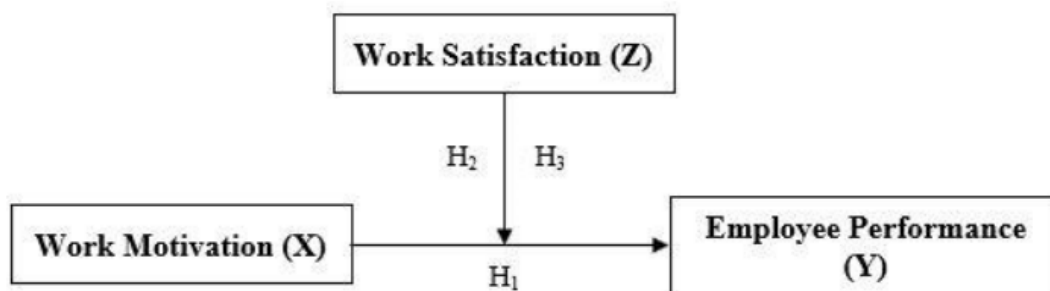 Work Satisfaction (Z)
H₂ H₃
Work Motivation (X)
Employee Performance
(Y)
H₁